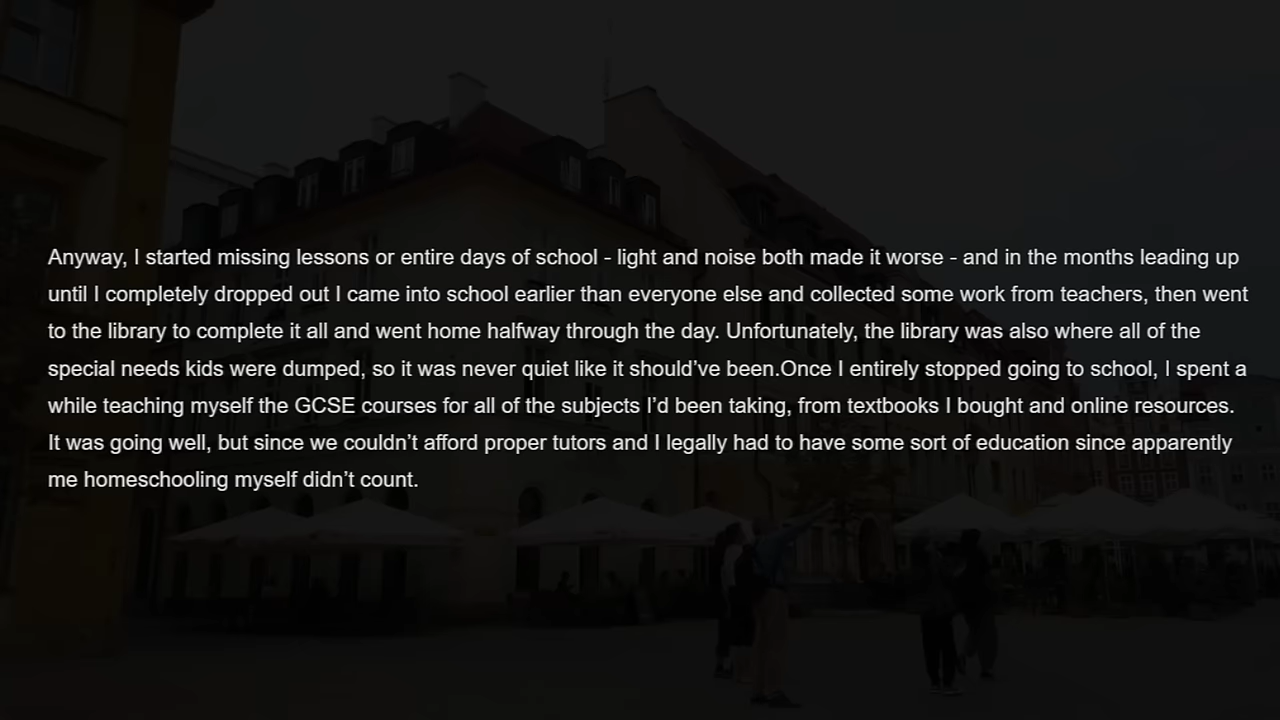 Anyway, I started missing lessons or entire days of school - light and noise both made it worse - and in the months leading up
until I completely dropped out I came into school earlier than everyone else and collected some work from teachers, then went
to the library to complete it all and went home halfway through the day. Unfortunately, the library was also where all of the
special needs kids were dumped, so it was never quiet like it should’ve been.Once I entirely stopped going to school, I spent a
while teaching myself the GCSE courses for all of the subjects I’d been taking, from textbooks I bought and online resources.
It was going well, but since we couldn’t afford proper tutors and I legally had to have some sort of education since apparently
me homeschooling myself didn’t count.